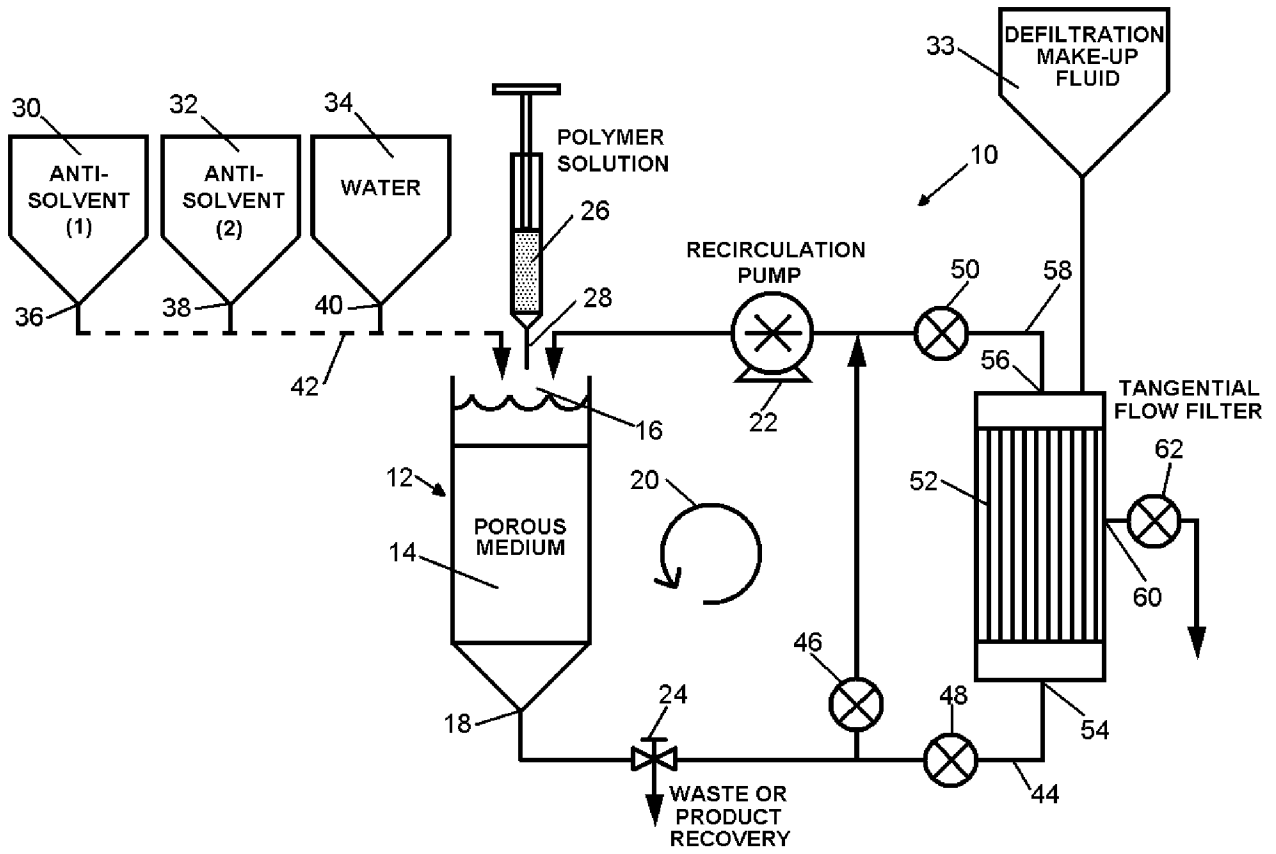 33
DEFILTRATION
MAKE-UP
FLUID
30
ANTI-
SOLVENT
(1)
32
ANTI-
SOLVENT
(2)
34
WATER
POLYMER
SOLUTION
26
10
RECIRCULATION
PUMP
50
58
36
38
40
28
42
22
56
TANGENTIAL
FLOW FILTER
16
12
20
52
62
POROUS
MEDIUM
14
60
46
18
24
48
54
44
WASTE OR
PRODUCT
RECOVERY